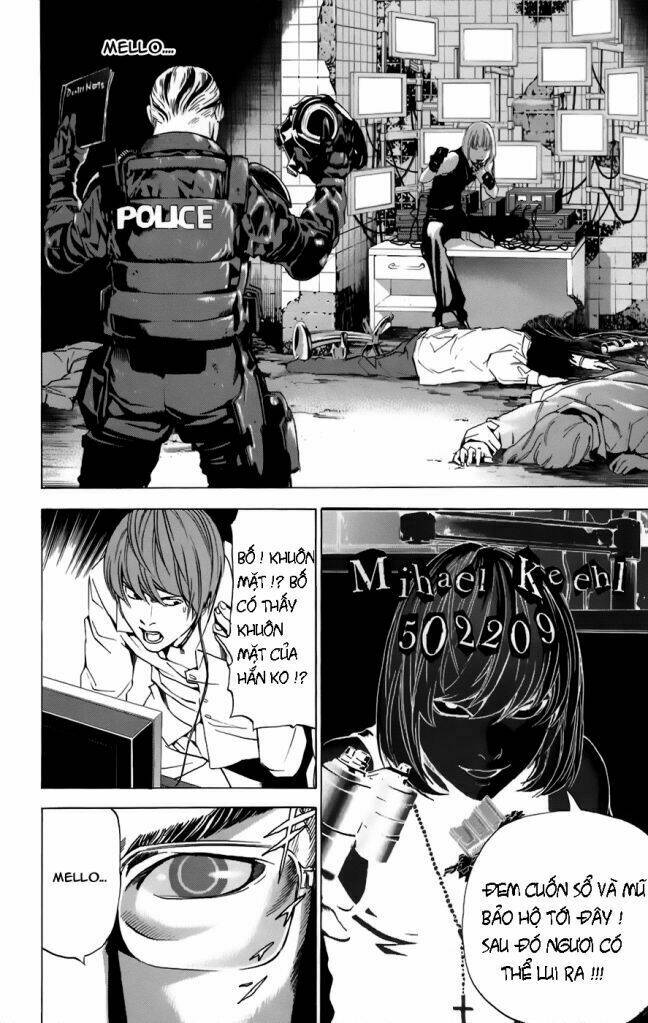 MELLO....
DEATH NOTE
POLICE
BỐ ! KHUÔN
MẶT !? BỐ
CÓ THẤY
KHUÔN
MẶT CỦA
HẮN KO !?
Mihael Keehl
502209
MELLO...
ĐEM CUỐN SỔ VÀ MŨ
BẢO HỘ TỚI ĐÂY !
SAU ĐÓ NGƯƠI CÓ
THỂ LUI RA !!!